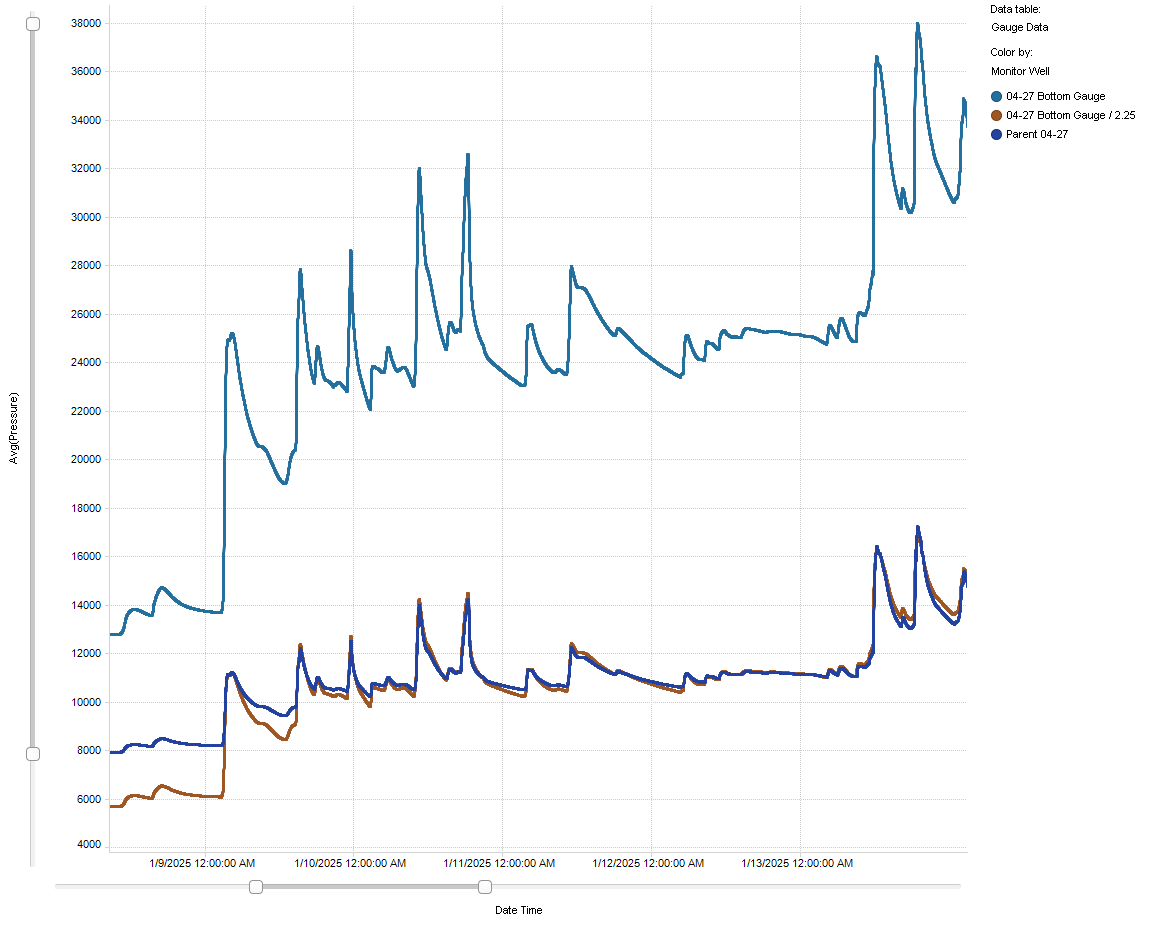 Data table:
Gauge Data
Color by:
Monitor Well
04-27 Bottom Gauge
04-27 Bottom Gauge / 2.25
Parent 04-27
Avg(Pressure)
38000
36000
34000
32000
30000
28000
26000
24000
22000
20000
18000
16000
14000
12000
10000
8000
6000
4000
1/9/2025 12:00:00 AM 1/10/2025 12:00:00 AM 1/11/2025 12:00:00 AM 1/12/2025 12:00:00 AM 1/13/2025 12:00:00 AM
Date Time